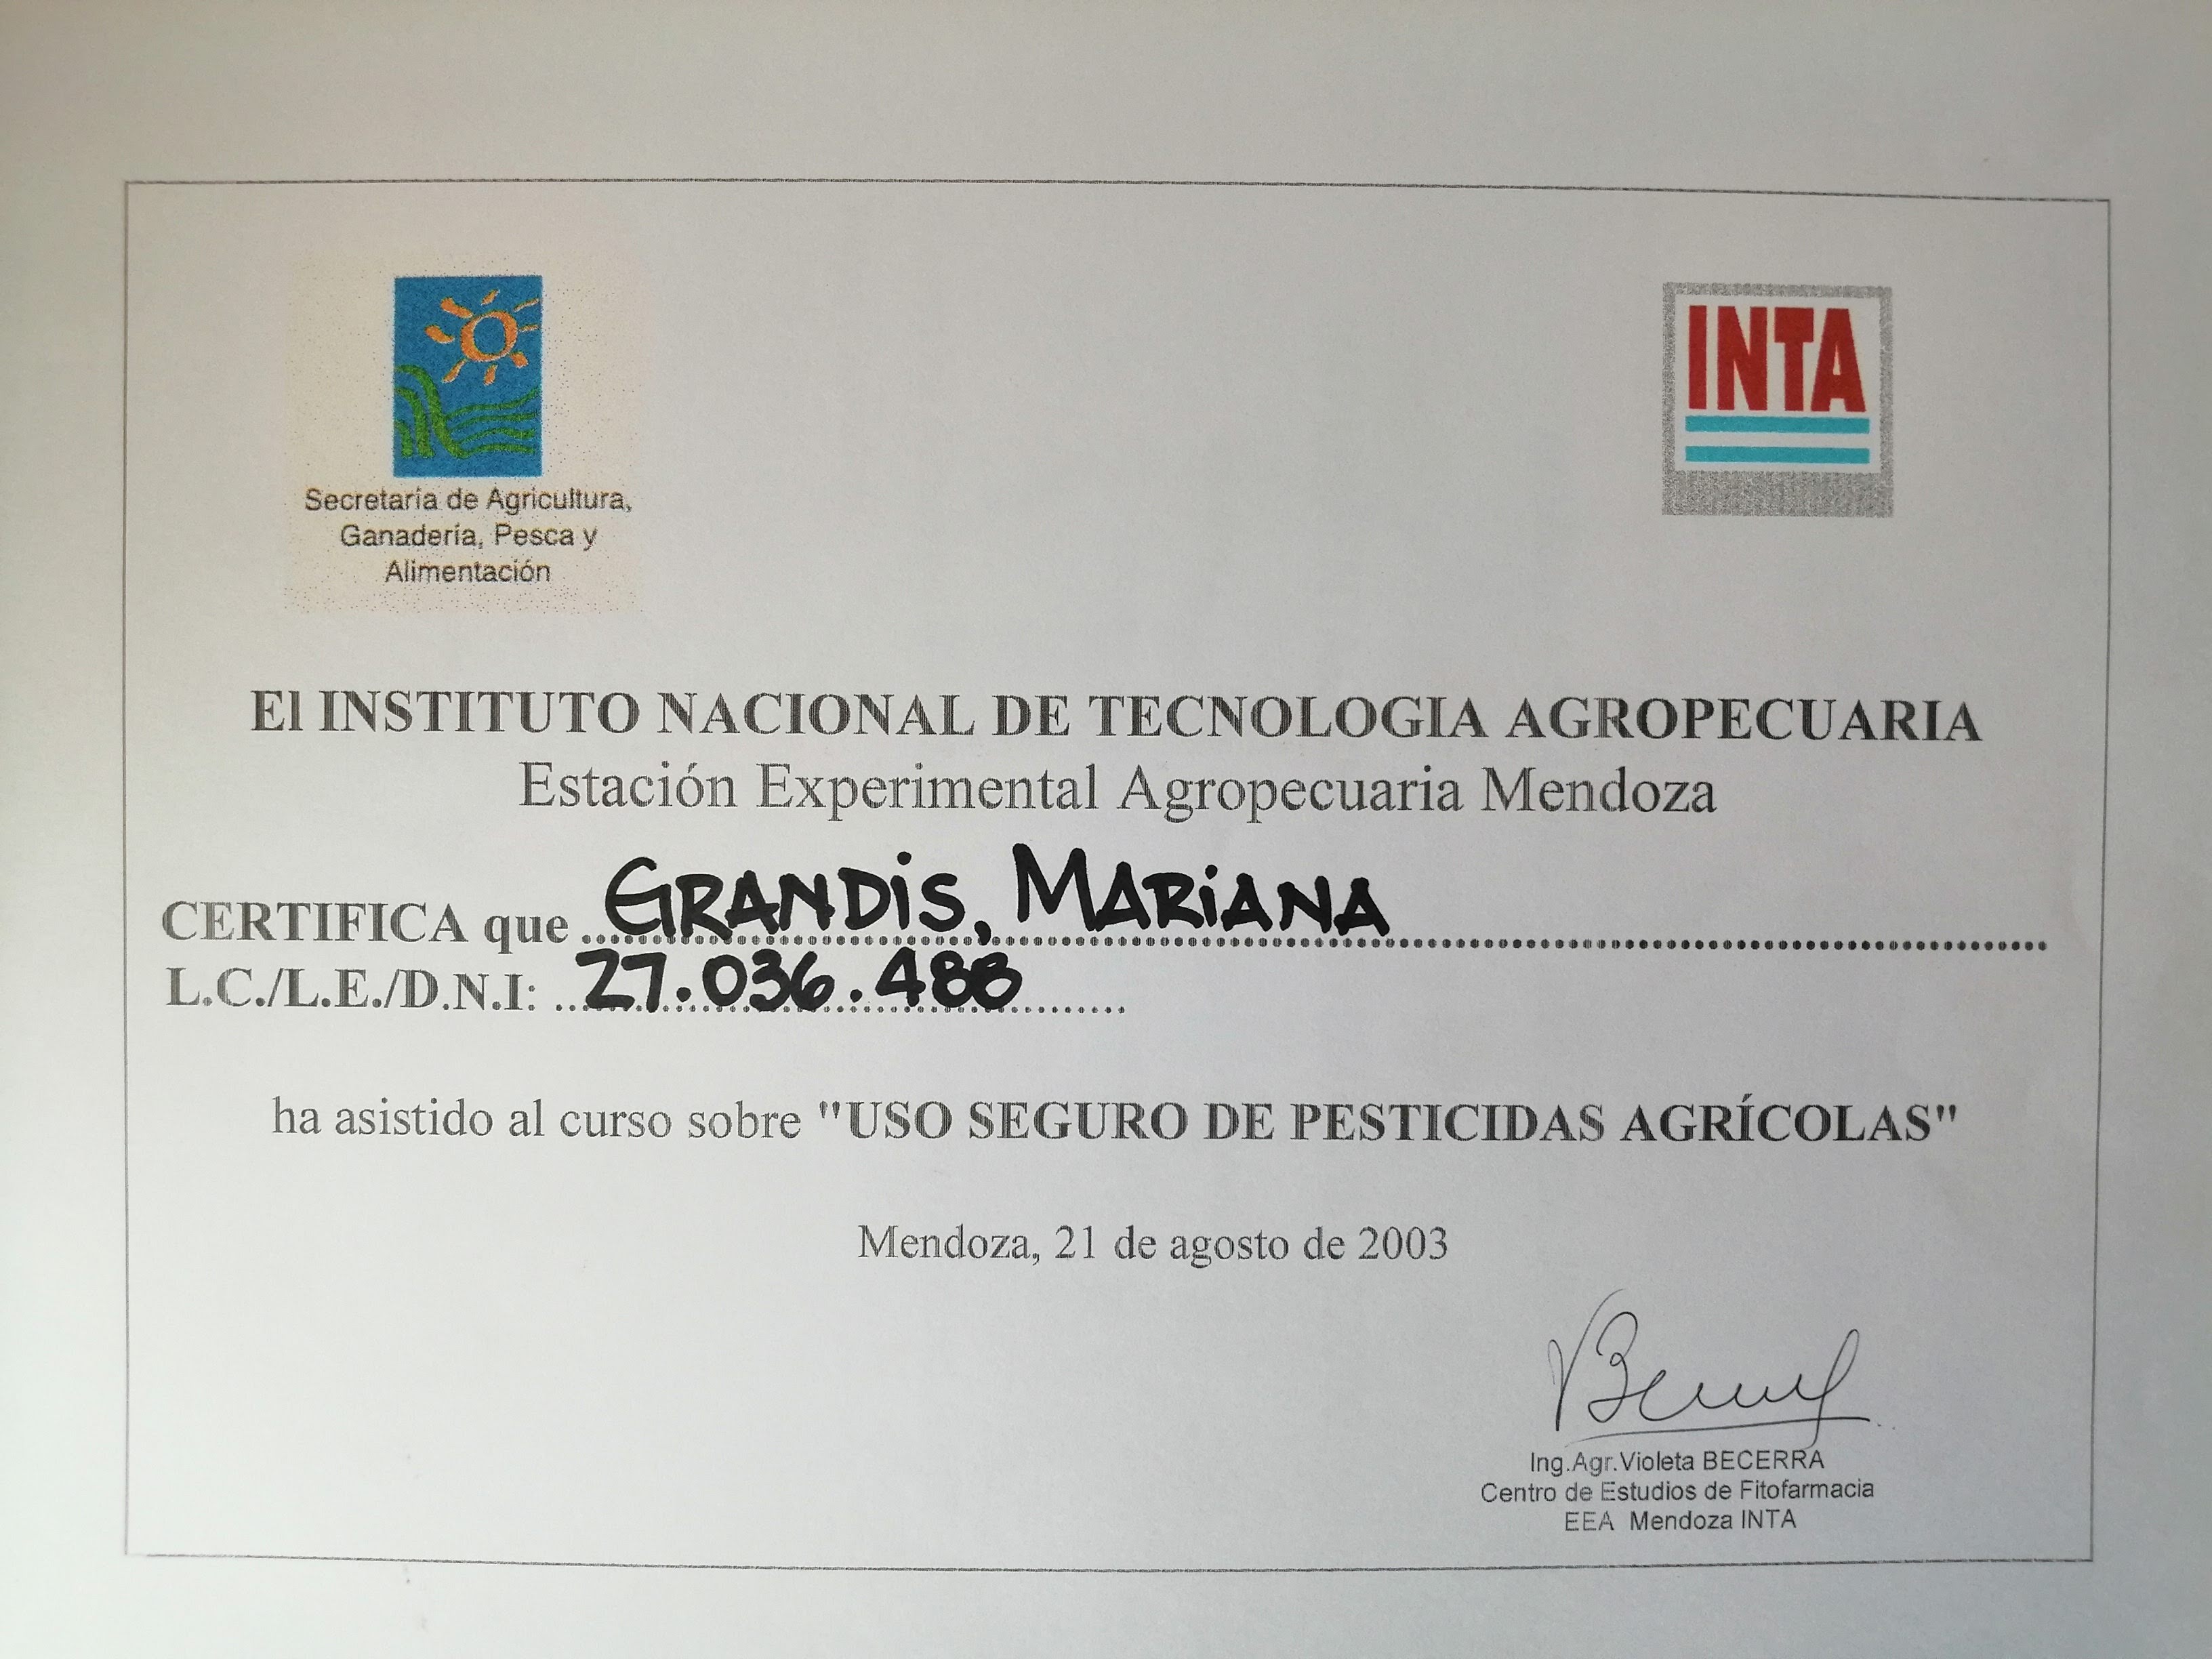 Secretaría de Agricultura,
Ganadería, Pesca y
Alimentación
INTA
El INSTITUTO NACIONAL DE TECNOLOGIA AGROPECUARIA
Estación Experimental Agropecuaria Mendoza
CERTIFICA que GRANDiS, MARiANA
L.C./L.E./D.N.I: 27.036.488
ha asistido al curso sobre "USO SEGURO DE PESTICIDAS AGRÍCOLAS"
Mendoza, 21 de agosto de 2003
Ing.Agr.Violeta BECERRA
Centro de Estudios de Fitofarmacia
EEA Mendoza INTA